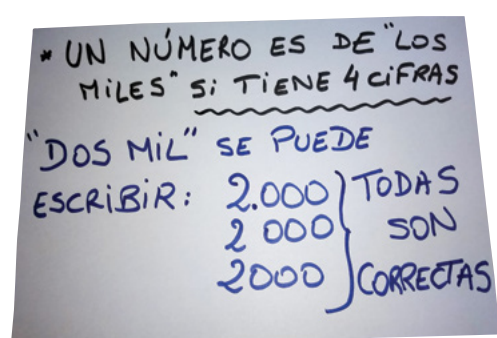 * UN NÚMERO ES DE "LOS
MILES" SI TIENE 4 CIFRAS
"DOS MIL" SE PUEDE
ESCRIBIR: 2.000 TODAS
2 000 SON
2000 CORRECTAS